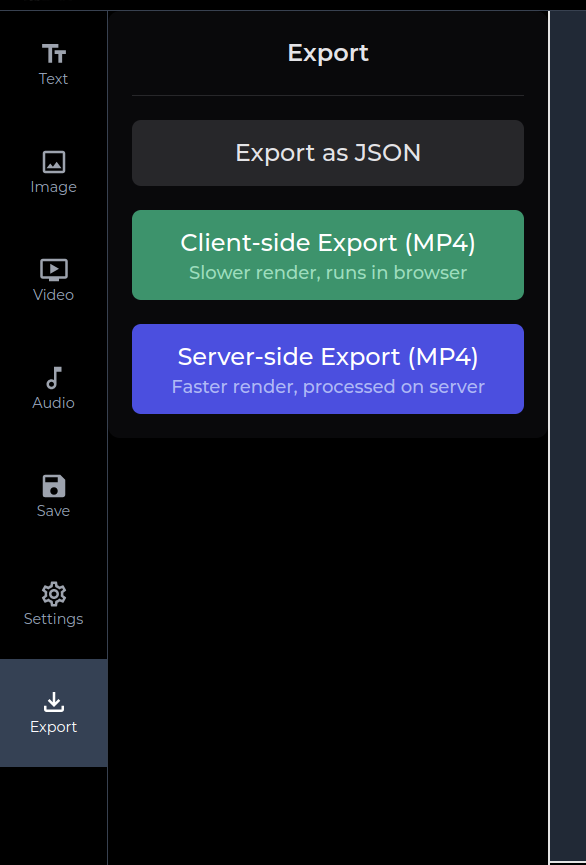 Text
Image
Video
Audio
Save
Settings
Export
Export
Export as JSON
Client-side Export (MP4)
Slower render, runs in browser
Server-side Export (MP4)
Faster render, processed on server